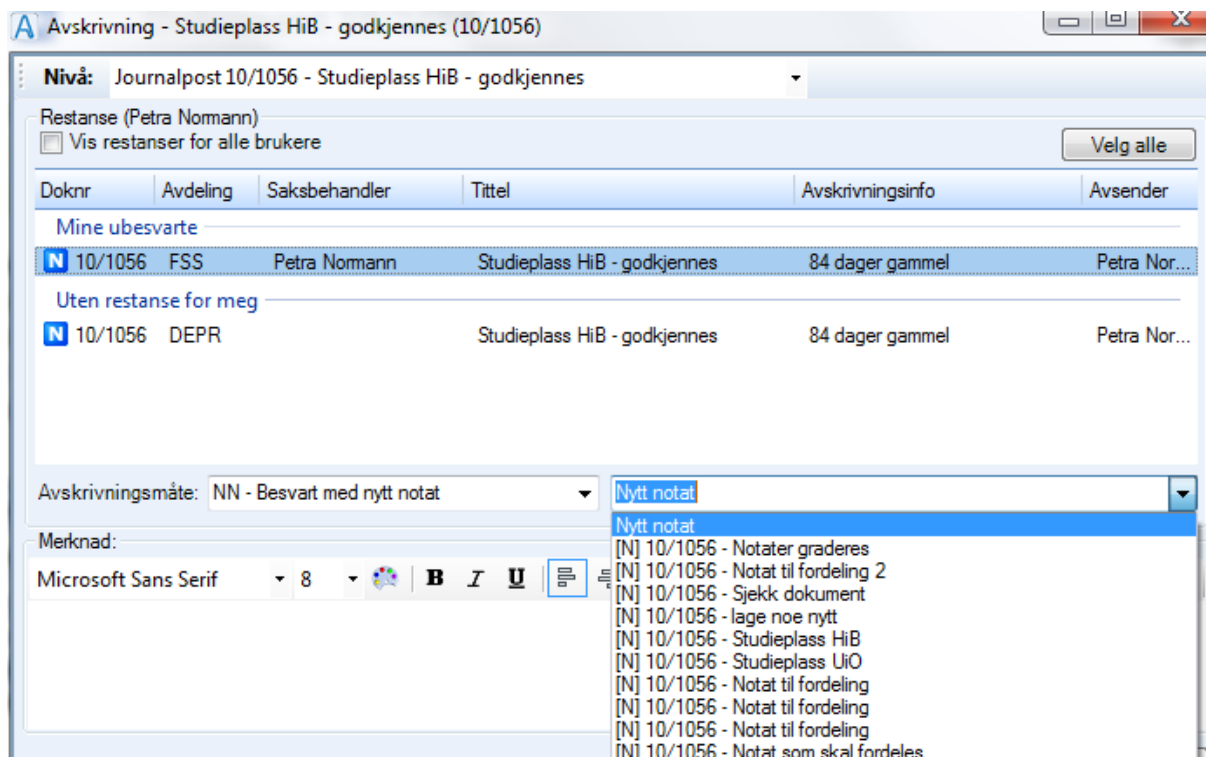 Avskrivning - Studieplass HiB - godkjennes (10/1056)
Nivå: Journalpost 10/1056 - Studieplass HiB - godkjennes
Restanse (Petra Normann)
Vis restanser for alle brukere
Velg alle
Doknr Avdeling Saksbehandler Tittel Avskrivningsinfo Avsender
Mine ubesvarte
N 10/1056 FSS Petra Normann Studieplass HiB - godkjennes 84 dager gammel Petra Nor...
Uten restanse for meg
N 10/1056 DEPR Studieplass HiB - godkjennes 84 dager gammel Petra Nor...
Avskrivningsmåte: NN - Besvart med nytt notat Nytt notat
Nytt notat
Merknad:
[N] 10/1056 - Notater graderes
Microsoft Sans Serif 8 B I U
[N] 10/1056 - Notat til fordeling 2
[N] 10/1056 - Sjekk dokument
[N] 10/1056 - lage noe nytt
[N] 10/1056 - Studieplass HiB
[N] 10/1056 - Studieplass UiO
[N] 10/1056 - Notat til fordeling
[N] 10/1056 - Notat til fordeling
[N] 10/1056 - Notat til fordeling
[N] 10/1056 - Notat som skal fordeles